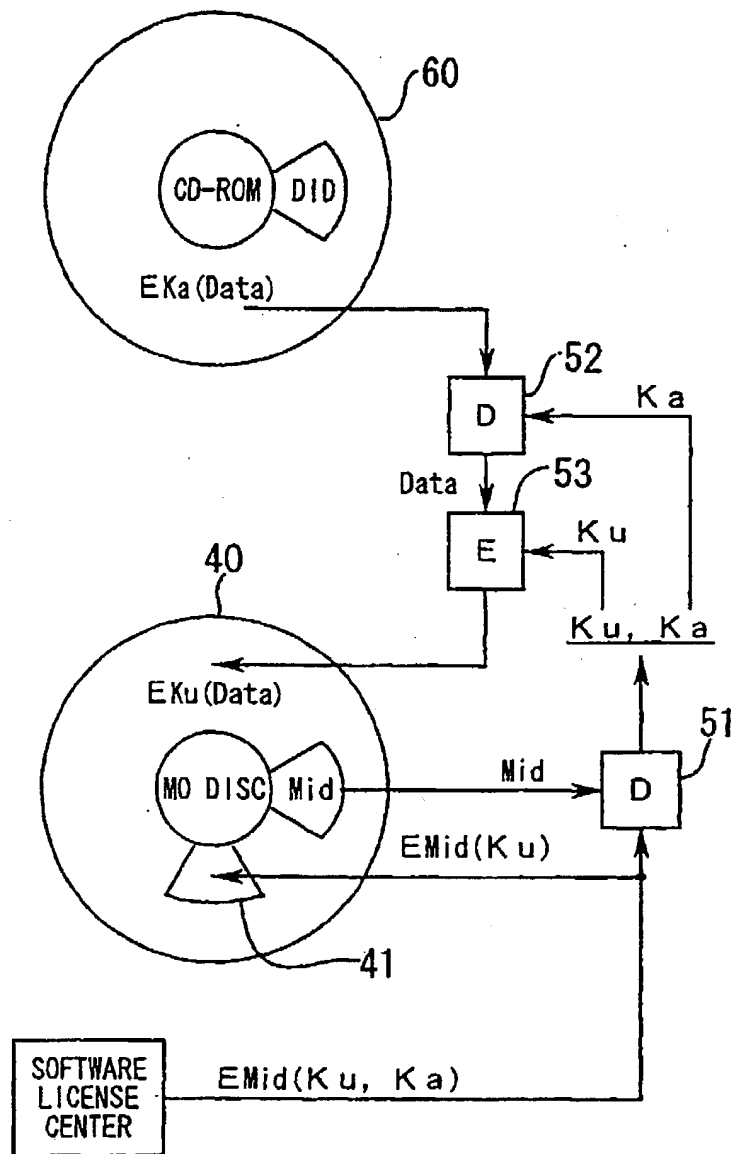 60
CD-ROM DID
EKa(Data)
52
D
Ka
Data
53
E
Ku
40
Ku, Ka
EKu(Data)
51
MO DISC Mid
Mid
D
EMid(Ku)
41
SOFTWARE
LICENSE
CENTER
EMid(Ku, Ka)